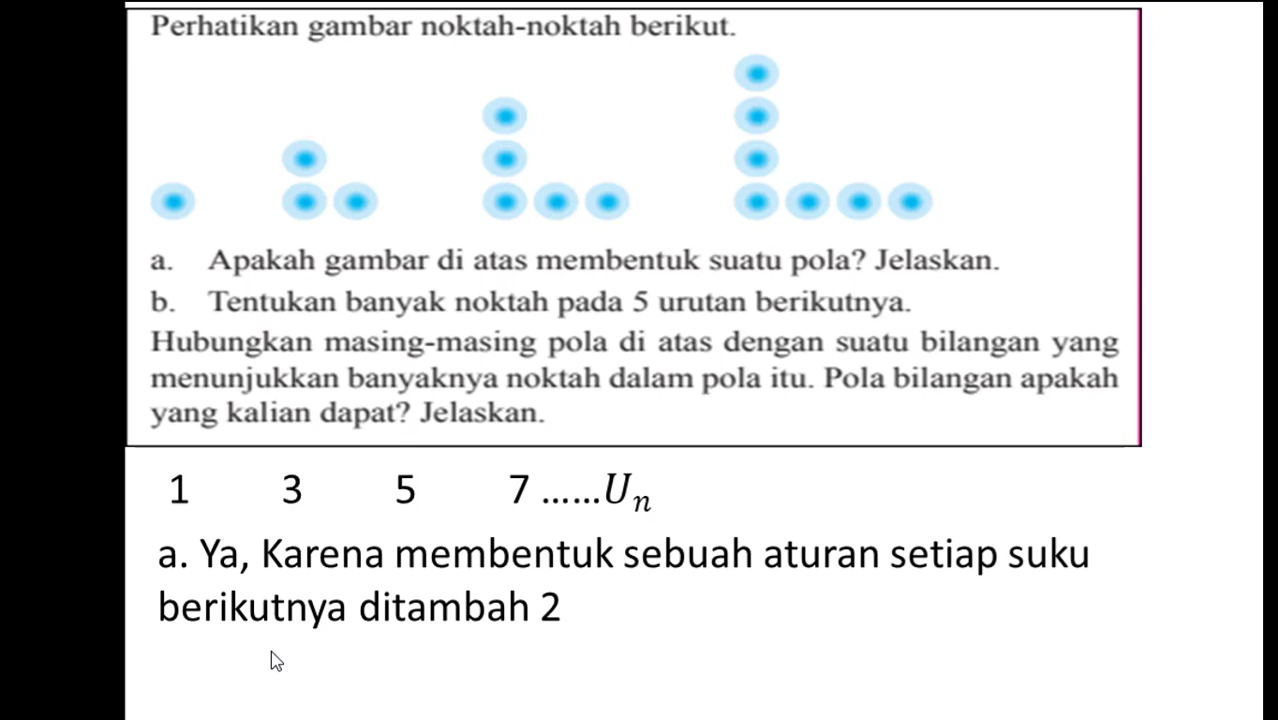 Perhatikan gambar noktah-noktah berikut.
a. Apakah gambar di atas membentuk suatu pola? Jelaskan.
b. Tentukan banyak noktah pada 5 urutan berikutnya.
Hubungkan masing-masing pola di atas dengan suatu bilangan yang
menunjukkan banyaknya noktah dalam pola itu. Pola bilangan apakah
yang kalian dapat? Jelaskan.
1 3 5 7 ......Uₙ
a. Ya, Karena membentuk sebuah aturan setiap suku
berikutnya ditambah 2